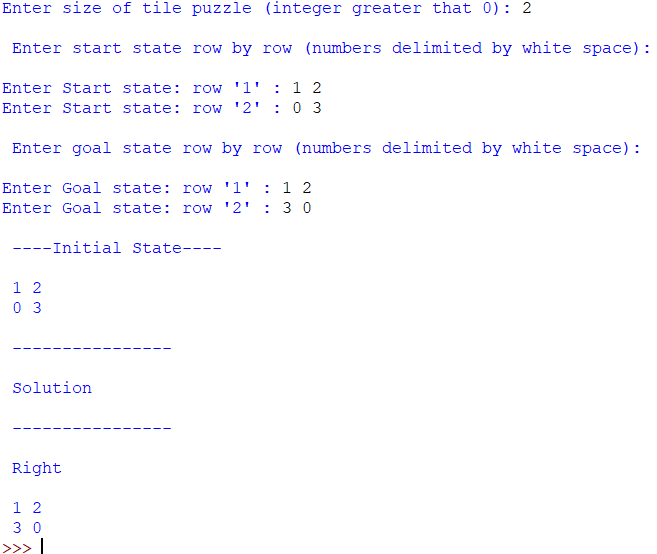 Enter size of tile puzzle (integer greater that 0): 2
Enter start state row by row (numbers delimited by white space):
Enter Start state: row '1' : 1 2
Enter Start state: row '2' : 0 3
Enter goal state row by row (numbers delimited by white space):
Enter Goal state: row '1' : 1 2
Enter Goal state: row '2' : 3 0
----Initial State----
1 2
0 3
----------------
Solution
----------------
Right
1 2
3 0
>>>